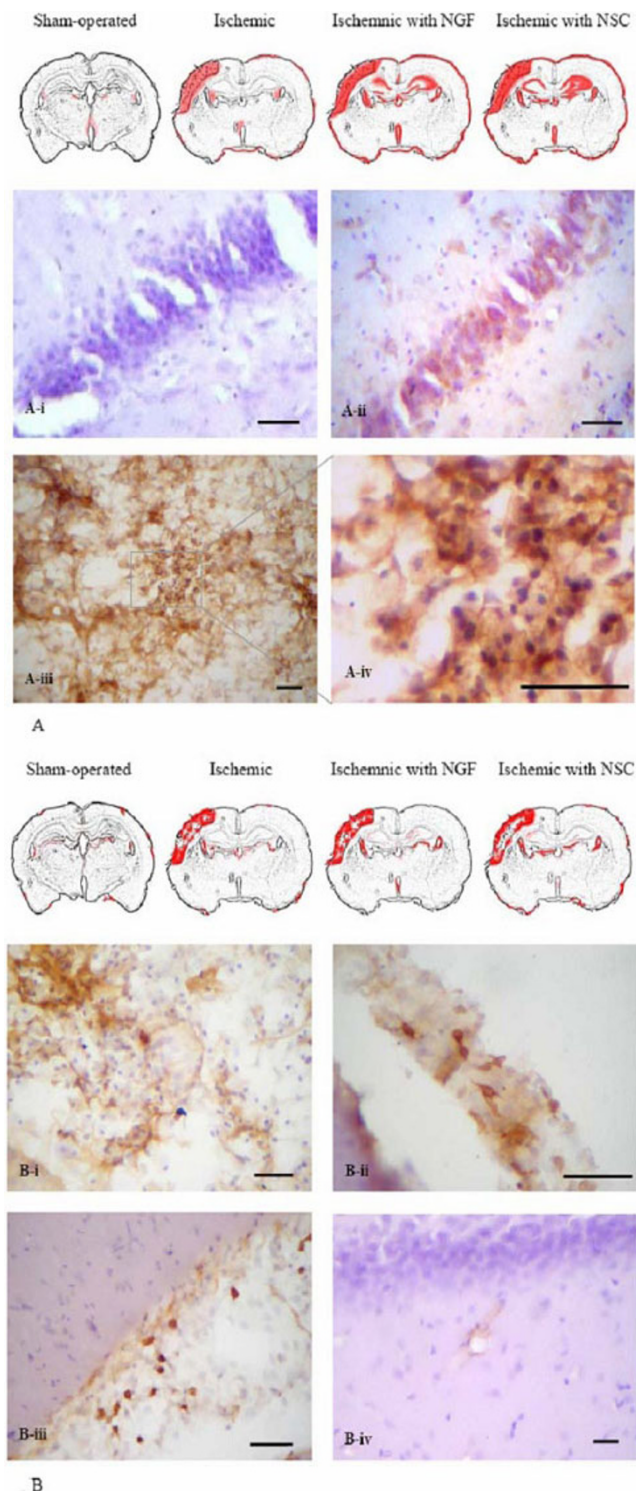 Sham-operated Ischemic Ischemnic with NGF Ischemic with NSC
A-i A-ii
A-iii A-iv
A
Sham-operated Ischemic Ischemnic with NGF Ischemic with NSC
B-i B-ii
B-iii B-iv
B